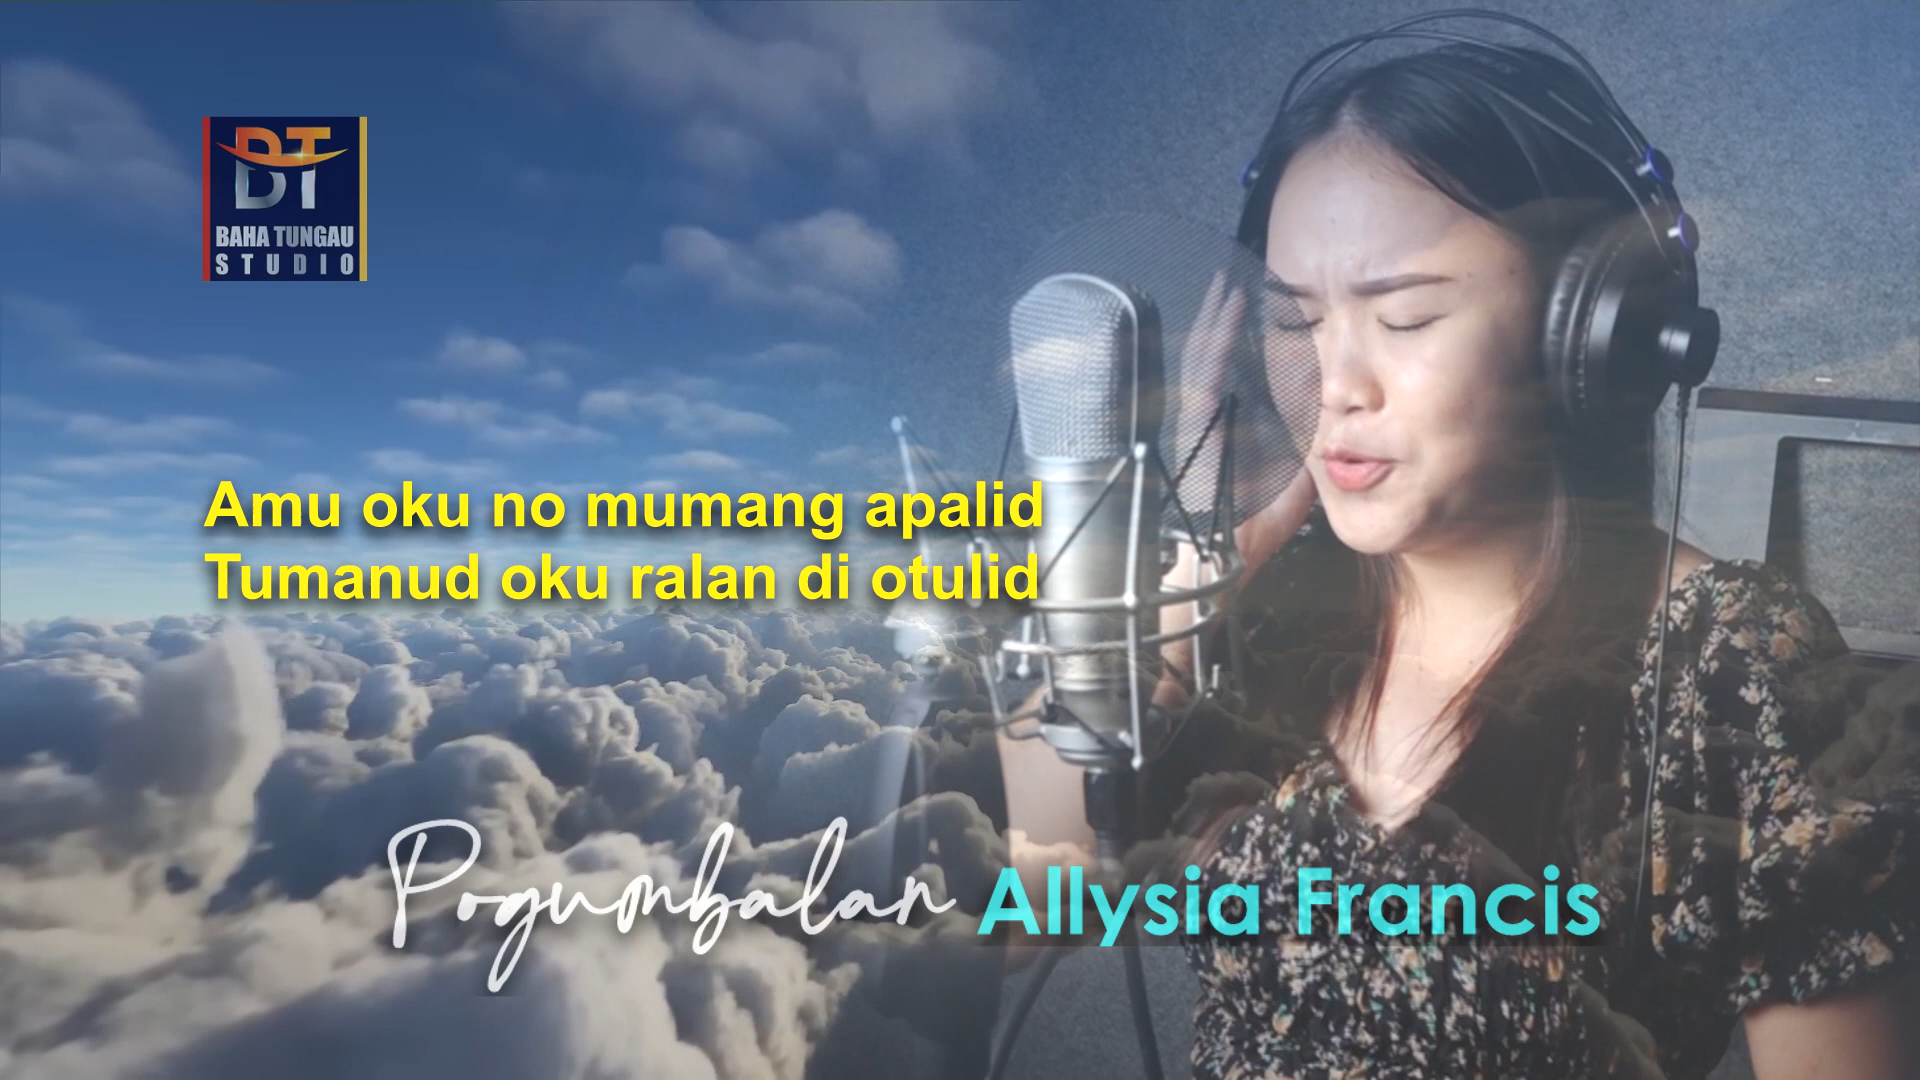 BT
BAHA TUNGAU
STUDIO
Amu oku no mumang apalid
Tumanud oku ralan di otulid
Pogumbalan Allysia Francis